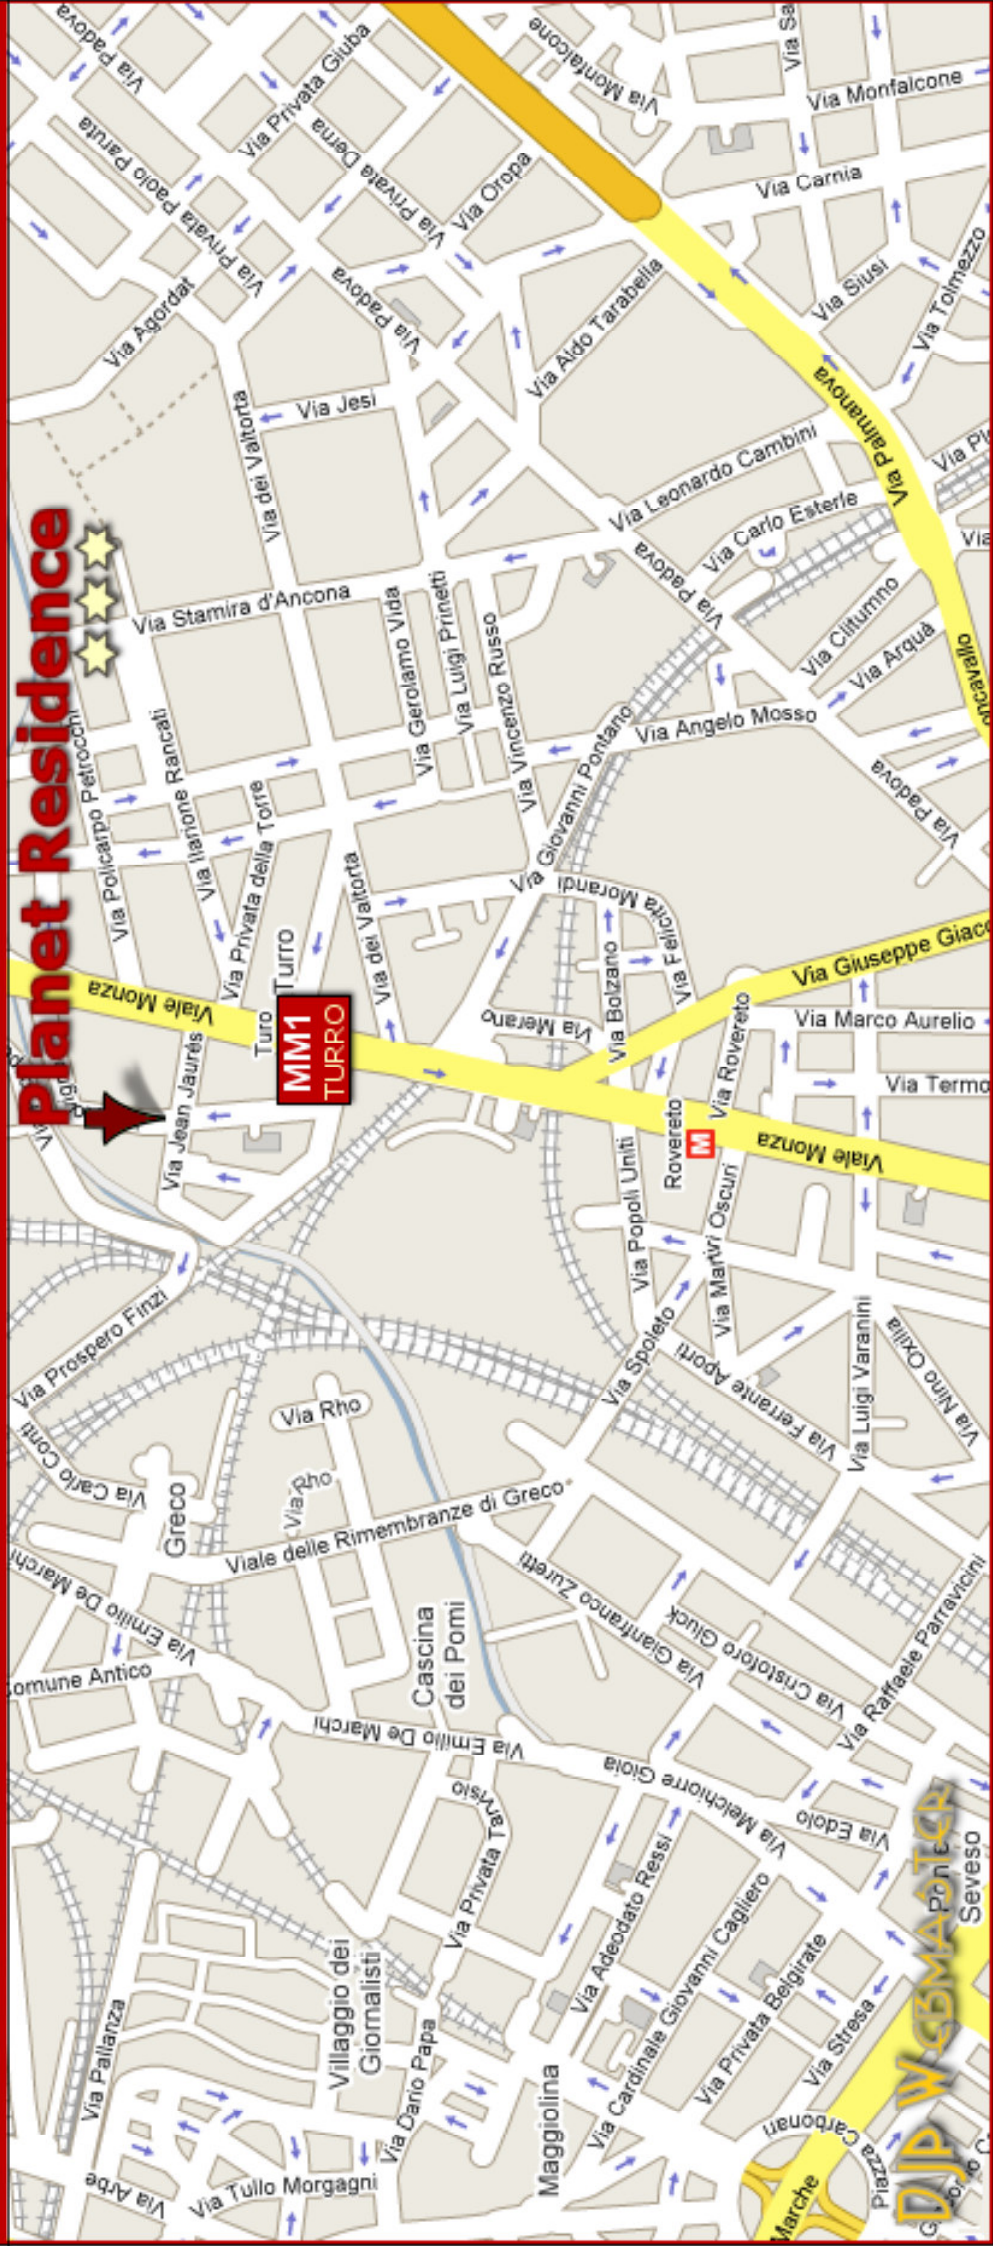 Planet Residence
MM1
TURRO
Via Pallanza
Via Arbe
Via Tullo Morgagni
Villaggio dei
Giornalisti
Via Dario Papa
Maggiolina
Via Privata Tarvisio
Via Adeodato Ressi
Via Cardinale Giovanni Cagliero
Via Privata Belgirate
Via Stresa
Piazza Carbonari
Marche
Via Melchiorre Gioia
Via Edolo
Seveso
DJP WEBMASTER
Comune Antico
Via Emilio De Marchi
Via Emilio De Marchi
Via Carlo Conti
Greco
Via Prospero Finzi
Via Rho
Via Rho
Viale delle Rimembranze di Greco
Cascina
dei Pomi
Via Gianfranco Zuretti
Via Cristoforo Gluck
Via Raffaele Parravicini
Via Spoleto
Via Ferrante Aporti
Via Luigi Varanini
Via Nino Oxilia
Via Popoli Uniti
Via Martiri Oscuri
Rovereto
M
Via Rovereto
Viale Monza
Via Termo
Via Marco Aurelio
Via Giuseppe Giaco
Via Jean Jaurés
Viale Monza
Turo
Turro
Via Merano
Via Bolzano
Via Felicita Morandi
Via Policarpo Petrocchi
Via Ilarione Rancati
Via Privata della Torre
Via dei Valtorta
Via Giovanni Pontano
Via Stamira d'Ancona
Via Gerolamo Vida
Via Luigi Prinetti
Via Vincenzo Russo
Via Angelo Mosso
Via Padova
Via Arquà
Via Clitumno
Via Padova
Via Carlo Esterle
Via Leonardo Cambini
Via Palmanova
oncavallo
Via
Via Pi
Via dei Valtorta
Via Jesi
Via Agordat
Via Padova
Via Aldo Tarabella
Via Siusi
Via Tolmezzo
Via Privata Paolo Paruta
Via Privata Derna
Via Oropa
Via Privata Giuba
Via Padova
Via Monfalcone
Via Carnia
Via Monfalcone
Via Sa